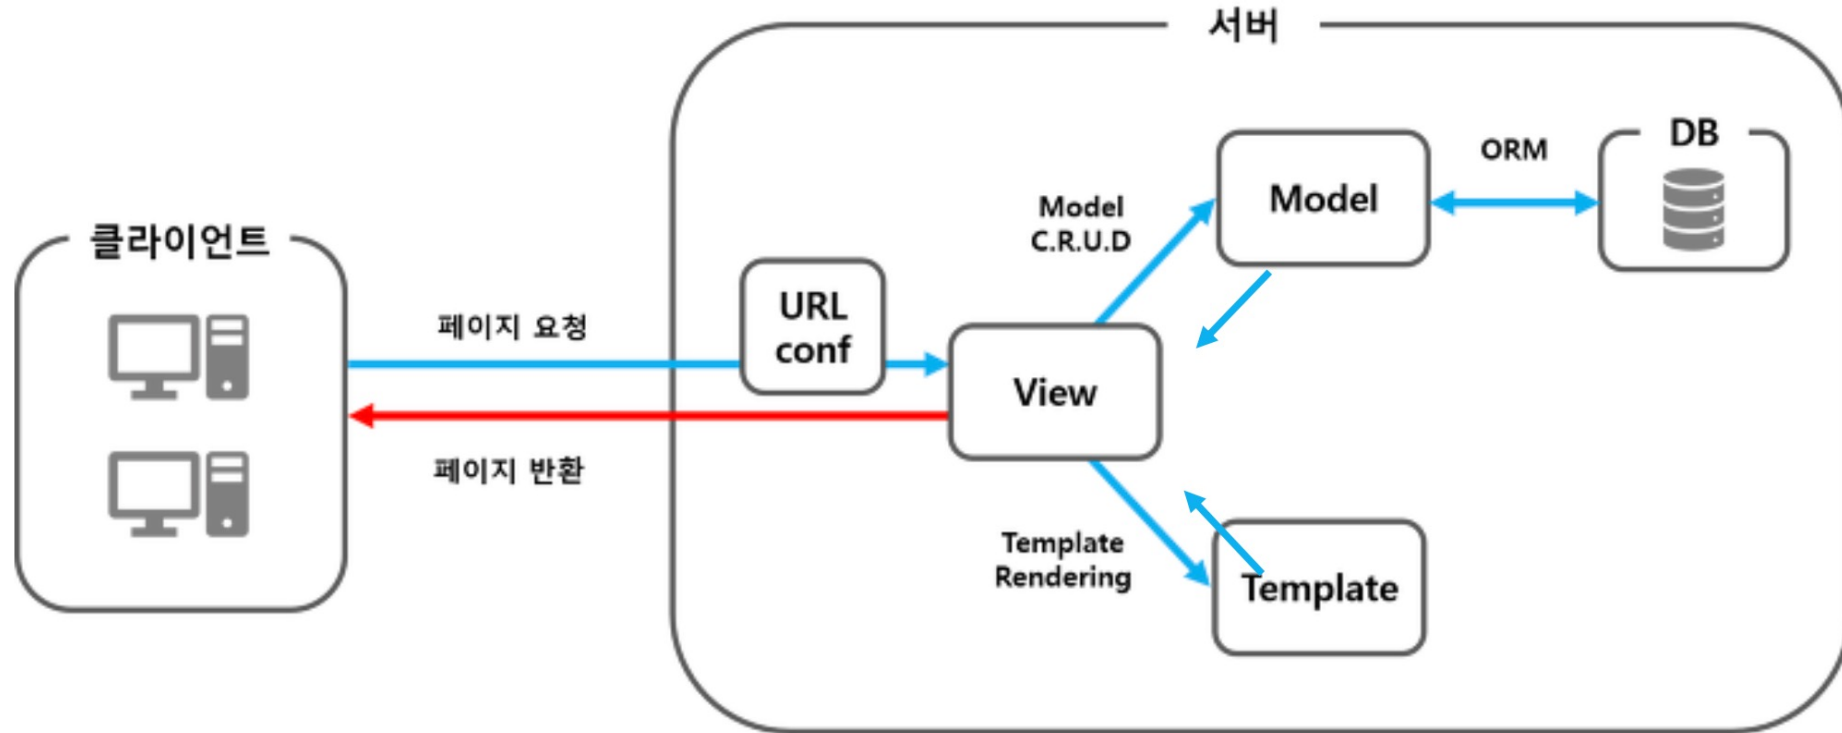 서버
클라이언트
페이지 요청
페이지 반환
URL
conf
View
Model
C.R.U.D
Model
ORM
DB
Template
Rendering
Template